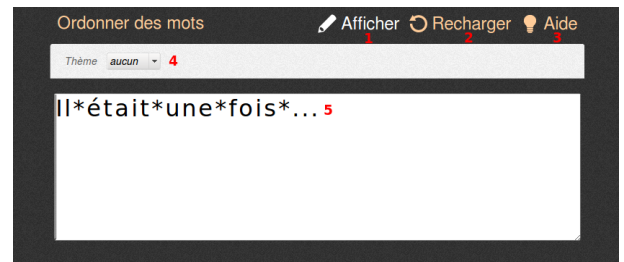 Ordonner des mots Afficher Recharger Aide
1 2 3
Thème aucun 4
Il*était*une*fois*... 5